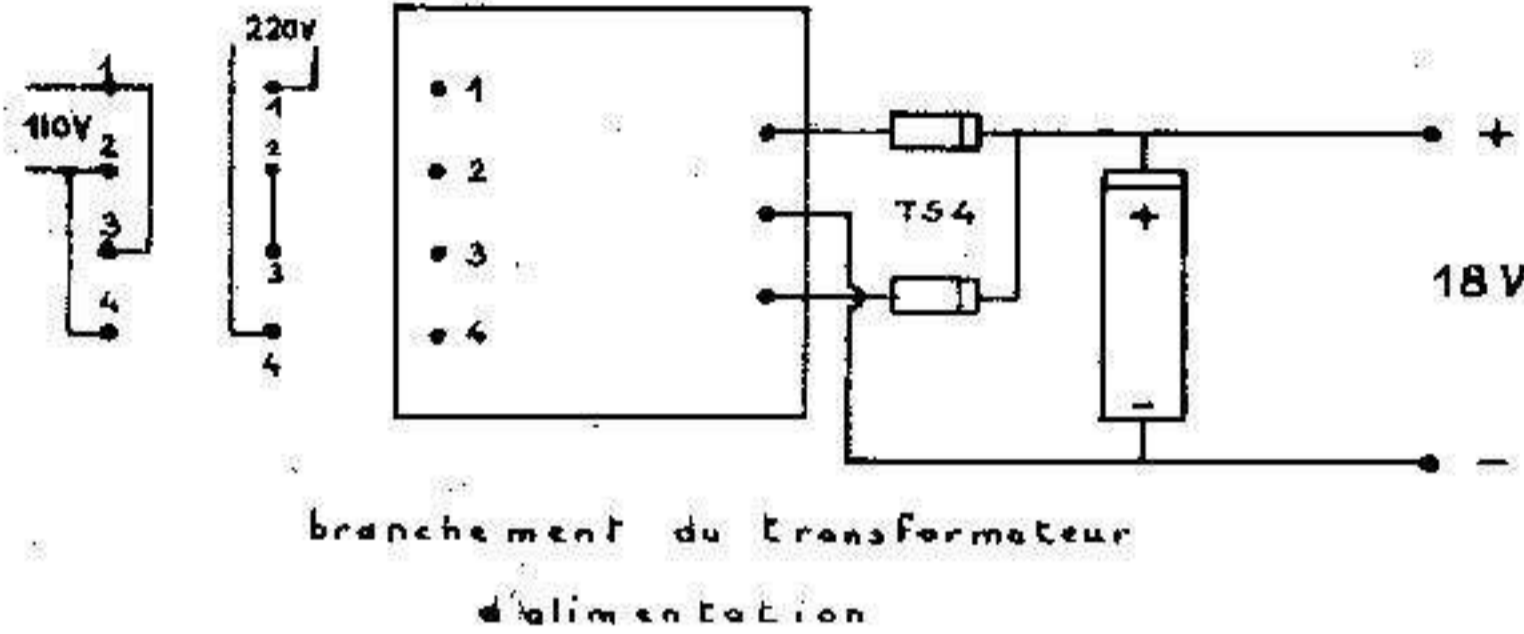 220V
1
110V
2
3
4
1
2
3
4
1
2
3
4
TS4
+
+
-
-
18 V
branchement du transformateur
d'alimentation